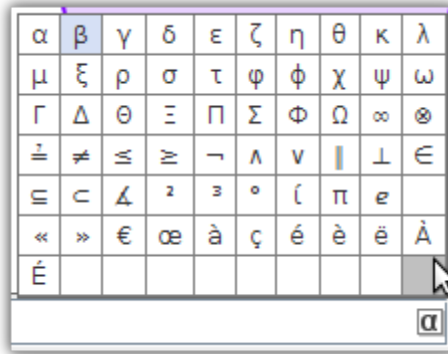 α β γ δ ε ζ η θ κ λ
μ ξ ρ σ τ φ ϕ χ ψ ω
Γ Δ Θ Ξ Π Σ Φ Ω ∞ ⊗
≟ ≠ ≤ ≥ ¬ ∧ ∨ ∥ ⊥ ∈
⊆ ⊂ ∡ ² ³ ° ί π ℯ
« » € œ à ç é è ë À
É
α